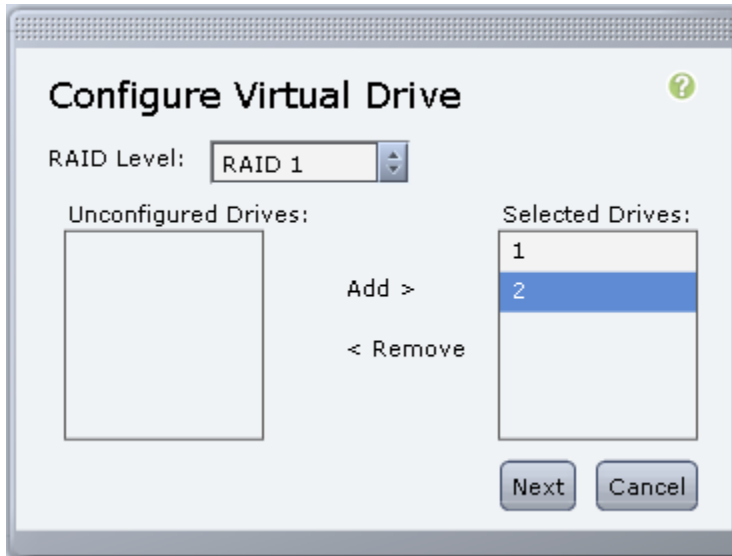 Configure Virtual Drive
?
RAID Level: RAID 1
Unconfigured Drives:
Selected Drives:
1
2
Add >
< Remove
Next Cancel